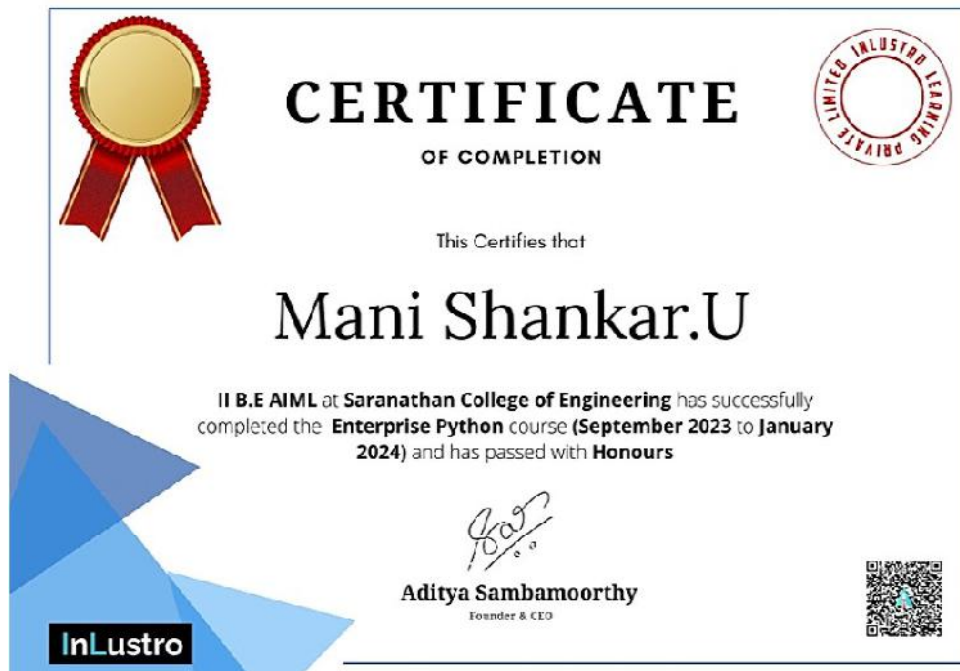 CERTIFICATE
OF COMPLETION
INLUSTRO LEARNING PRIVATE LIMITED
This Certifies that
Mani Shankar.U
II B.E AIML at Saranathan College of Engineering has successfully
completed the Enterprise Python course (September 2023 to January
2024) and has passed with Honours
Aditya Sambamoorthy
Founder & CEO
InLustro